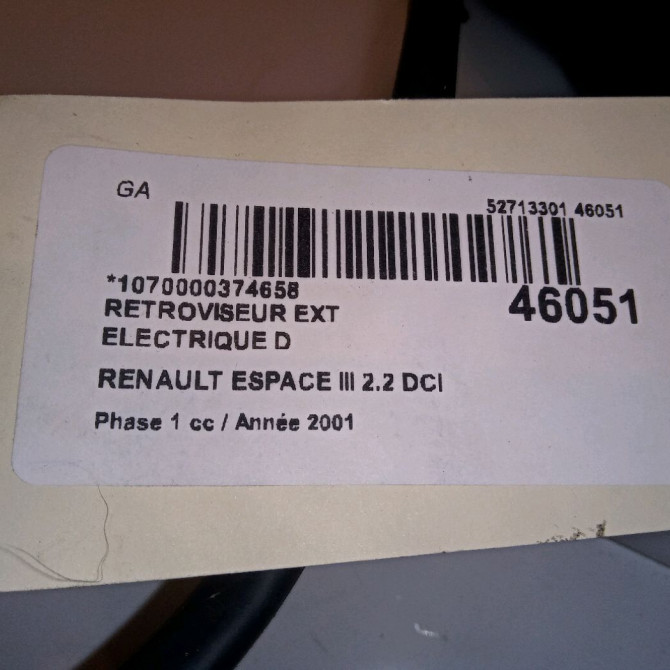 GA
52713301 46051
*1070000374658
46051
RETROVISEUR EXT
ELECTRIQUE D
RENAULT ESPACE III 2.2 DCI
Phase 1 cc / Année 2001